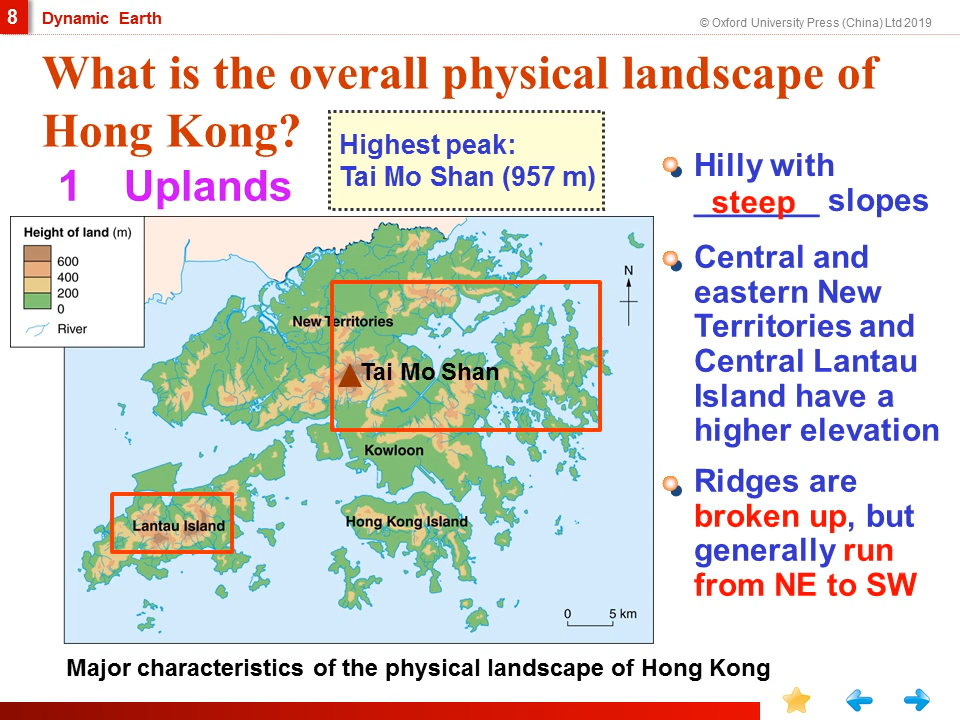 8
Dynamic Earth
© Oxford University Press (China) Ltd 2019
What is the overall physical landscape of
Hong Kong?
1 Uplands
Highest peak:
Tai Mo Shan (957 m)
Hilly with
steep slopes
Central and
eastern New
Territories and
Central Lantau
Island have a
higher elevation
Ridges are
broken up, but
generally run
from NE to SW
Height of land (m)
600
400
200
0
River
N
New Territories
Tai Mo Shan
Kowloon
Lantau Island
Hong Kong Island
0 5 km
Major characteristics of the physical landscape of Hong Kong